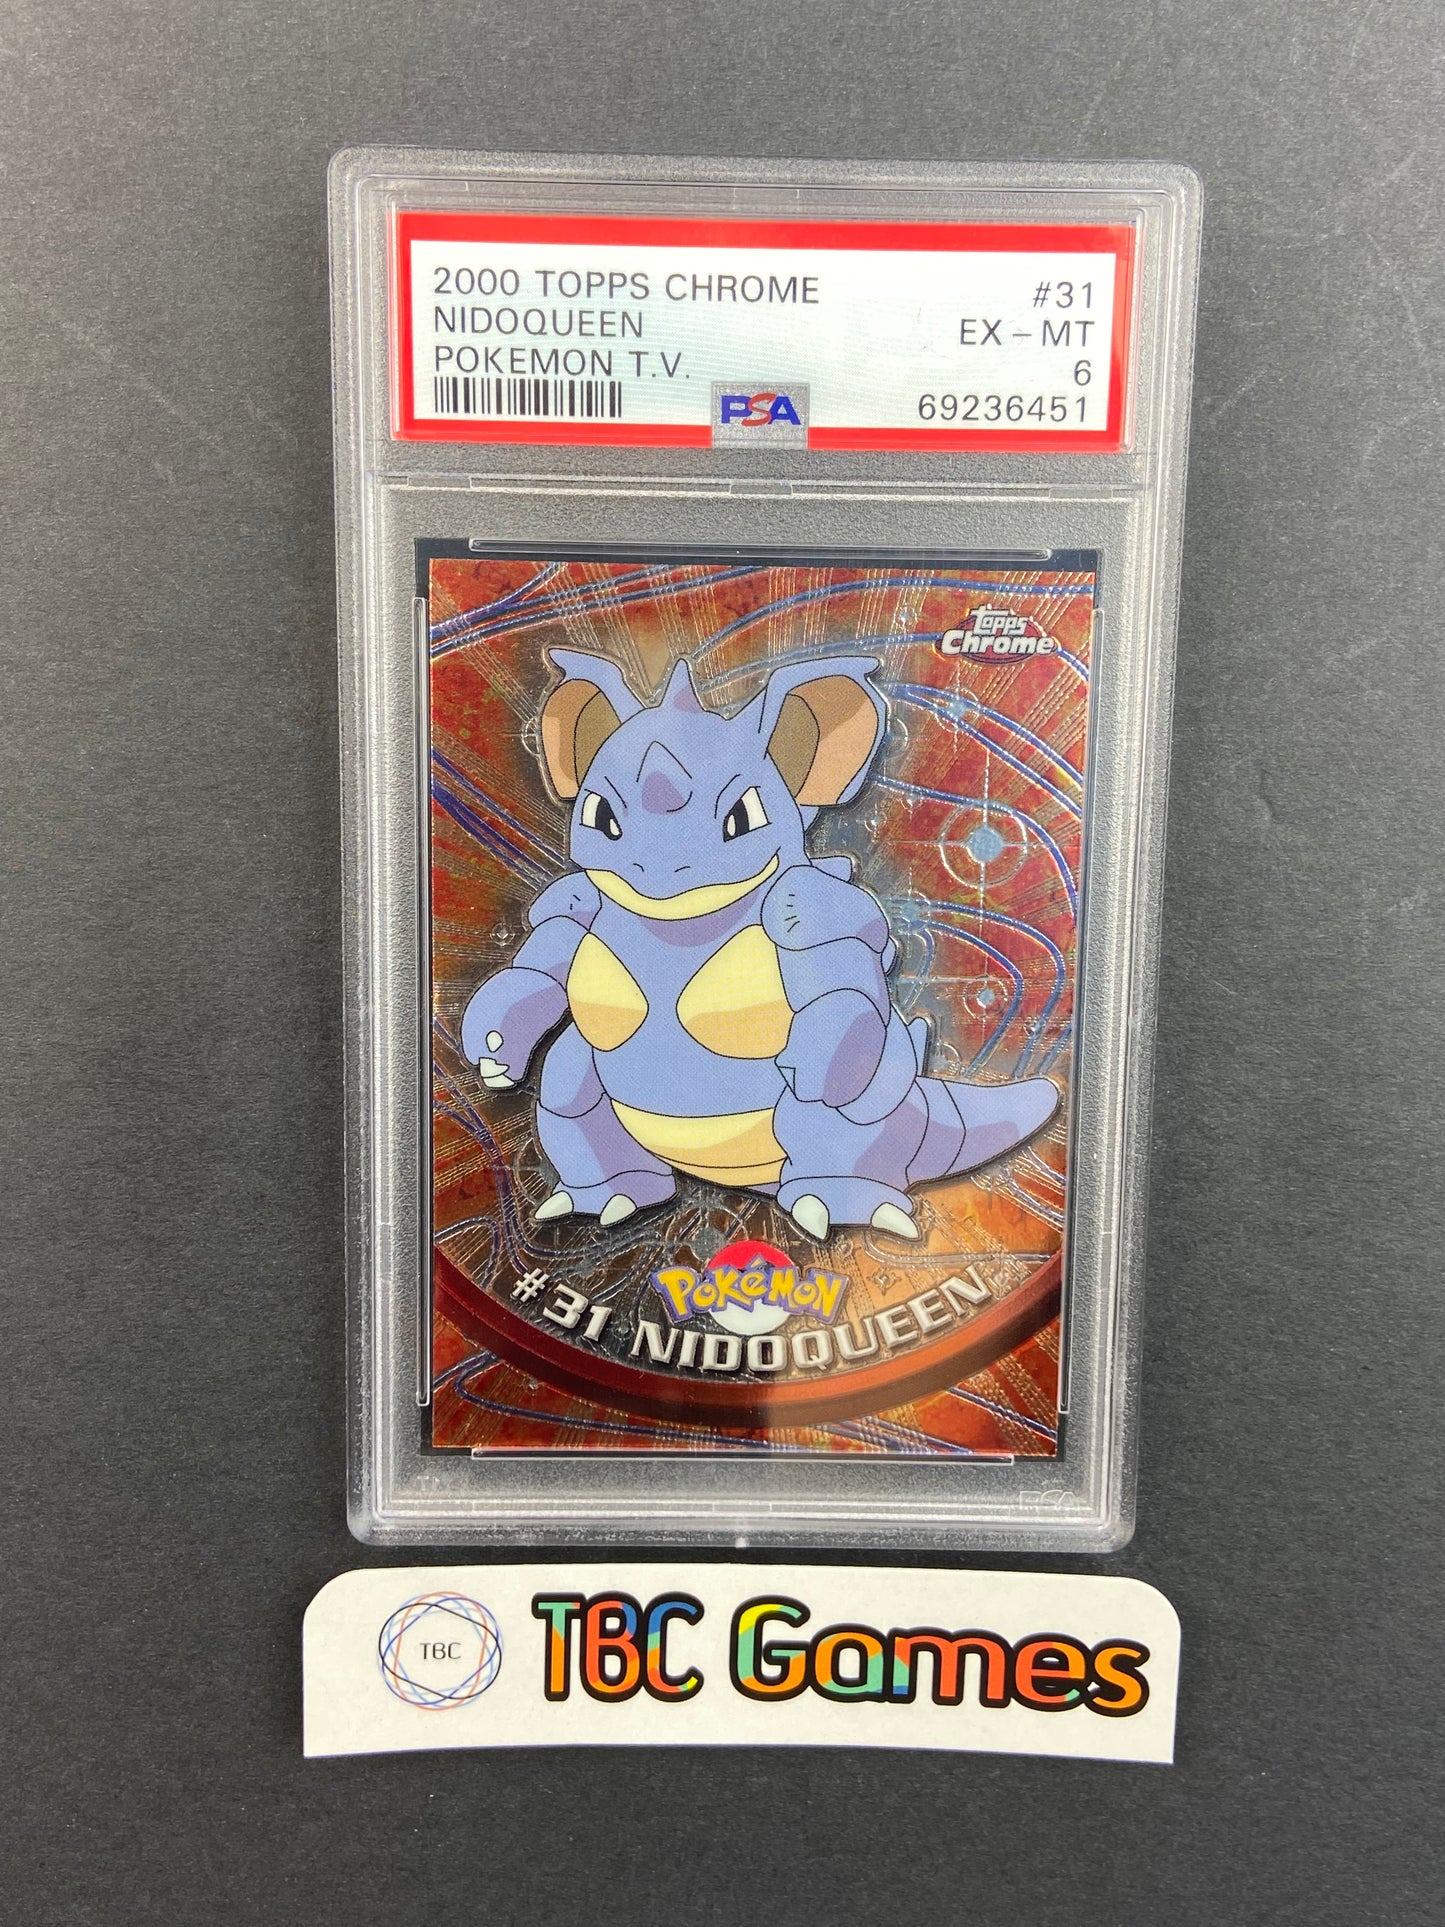 2000 TOPPS CHROME #31
NIDOQUEEN EX - MT
POKEMON T.V. 6
PSA 69236451
Topps
Chrome
POKéMON
#31 NIDOQUEEN
PSA
TBC TBC Games